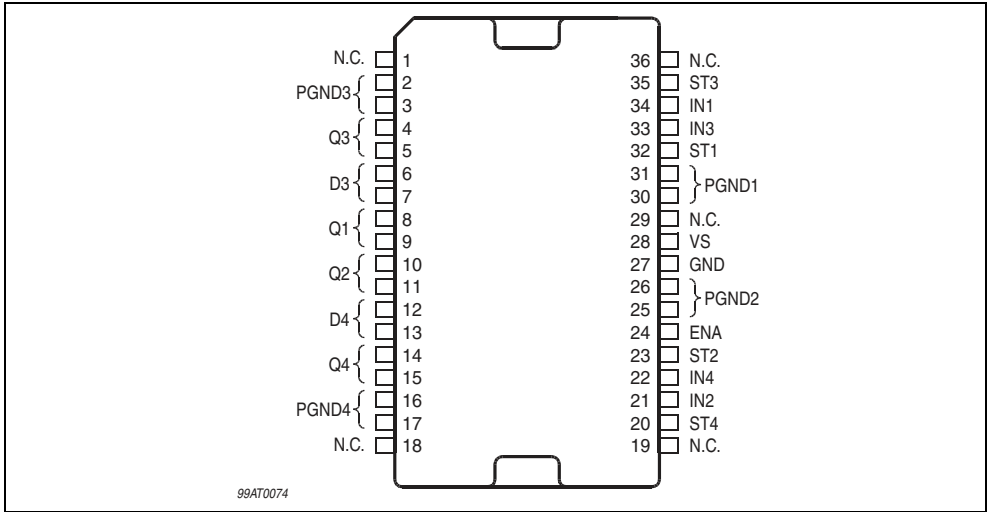 N.C. 1 36 N.C.
PGND3 2 35 ST3
3 34 IN1
Q3 4 33 IN3
5 32 ST1
D3 6 31 PGND1
7 30
Q1 8 29 N.C.
9 28 VS
Q2 10 27 GND
11 26 PGND2
D4 12 25
13 24 ENA
Q4 14 23 ST2
15 22 IN4
PGND4 16 21 IN2
17 20 ST4
N.C. 18 19 N.C.
99AT0074